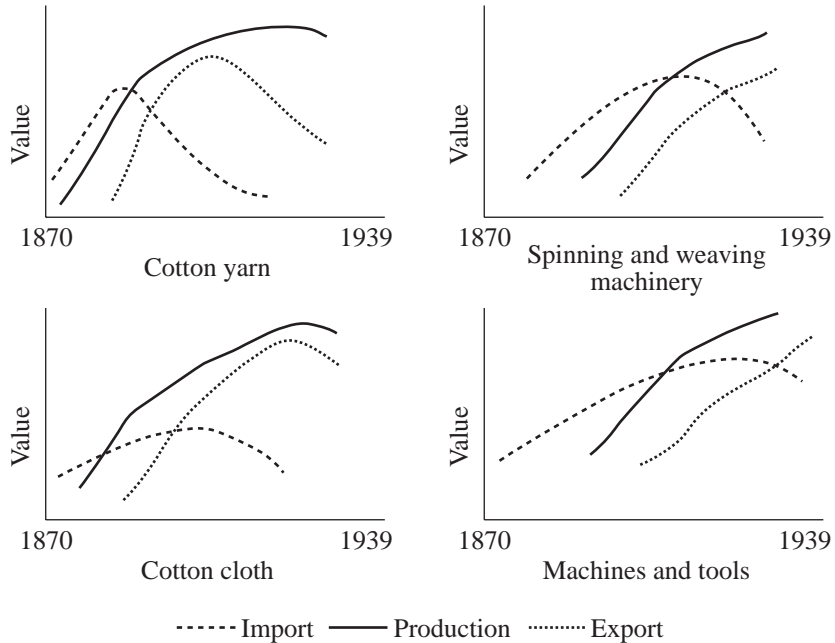 Value
1870
1939
Cotton yarn
Value
1870
1939
Spinning and weaving
machinery
Value
1870
1939
Cotton cloth
Value
1870
1939
Machines and tools
Import Production Export